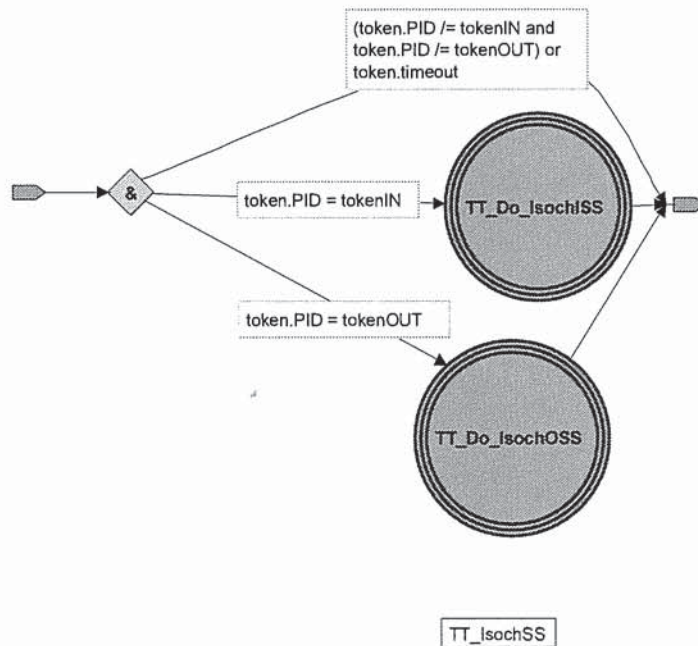 (token.PID /= tokenIN and
token.PID /= tokenOUT) or
token.timeout
&
token.PID = tokenIN
TT_Do_IsochISS
token.PID = tokenOUT
TT_Do_IsochOSS
TT_IsochSS